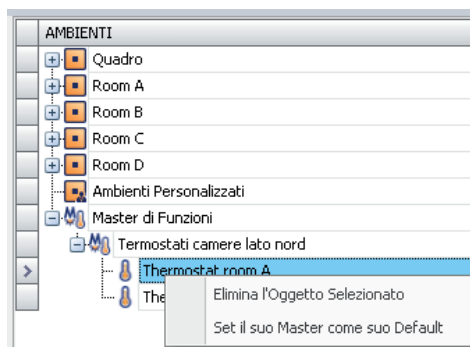 AMBIENTI
Quadro
Room A
Room B
Room C
Room D
Ambienti Personalizzati
Master di Funzioni
Termostati camere lato nord
Thermostat room A
The
Elimina l'Oggetto Selezionato
Set il suo Master come suo Default